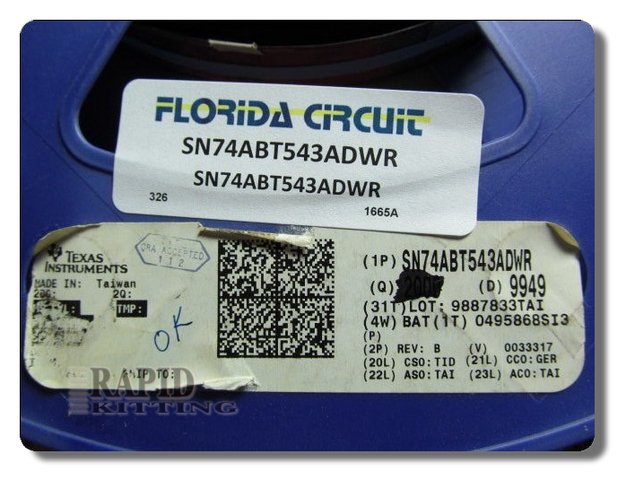 FLORIDA CIRCUIT
SN74ABT543ADWR
SN74ABT543ADWR
326
1665A
TEXAS
INSTRUMENTS
QRA ACCEPTED
112
MADE IN: Taiwan
2DC: 2Q:
TMP:
OK
SHIP TO:
(1P) SN74ABT543ADWR
(Q) 2000 (D) 9949
(31T)LOT: 9887833TAI
(4W) BAT(1T) 0495868SI3
(P)
(2P) REV: B (V) 0033317
(20L) CSO:TID (21L) CCO:GER
(22L) ASO:TAI (23L) ACO:TAI
RAPID
KITTING